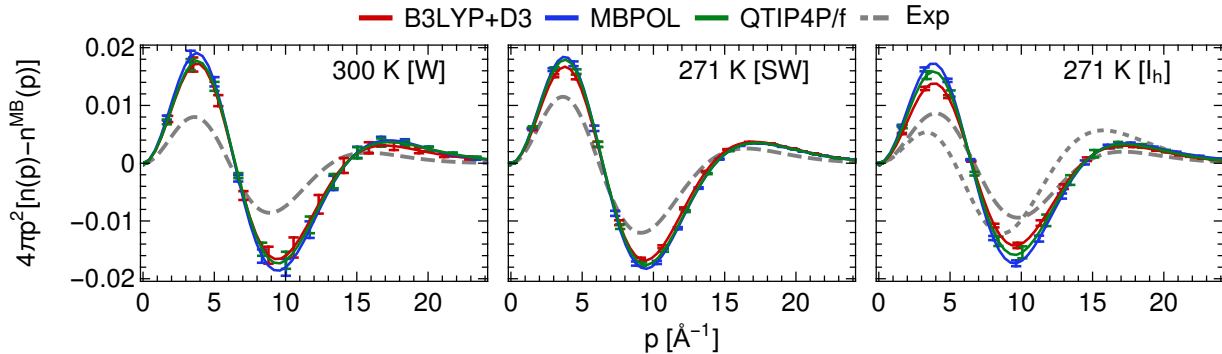 B3LYP+D3 MBPOL QTIP4P/f Exp
4πp²[n(p)−n^MB(p)]
0.02
0.01
0
−0.01
−0.02
300 K [W]
0 5 10 15 20
271 K [SW]
0 5 10 15 20
271 K [I_h]
0 5 10 15 20
p [Å⁻¹]